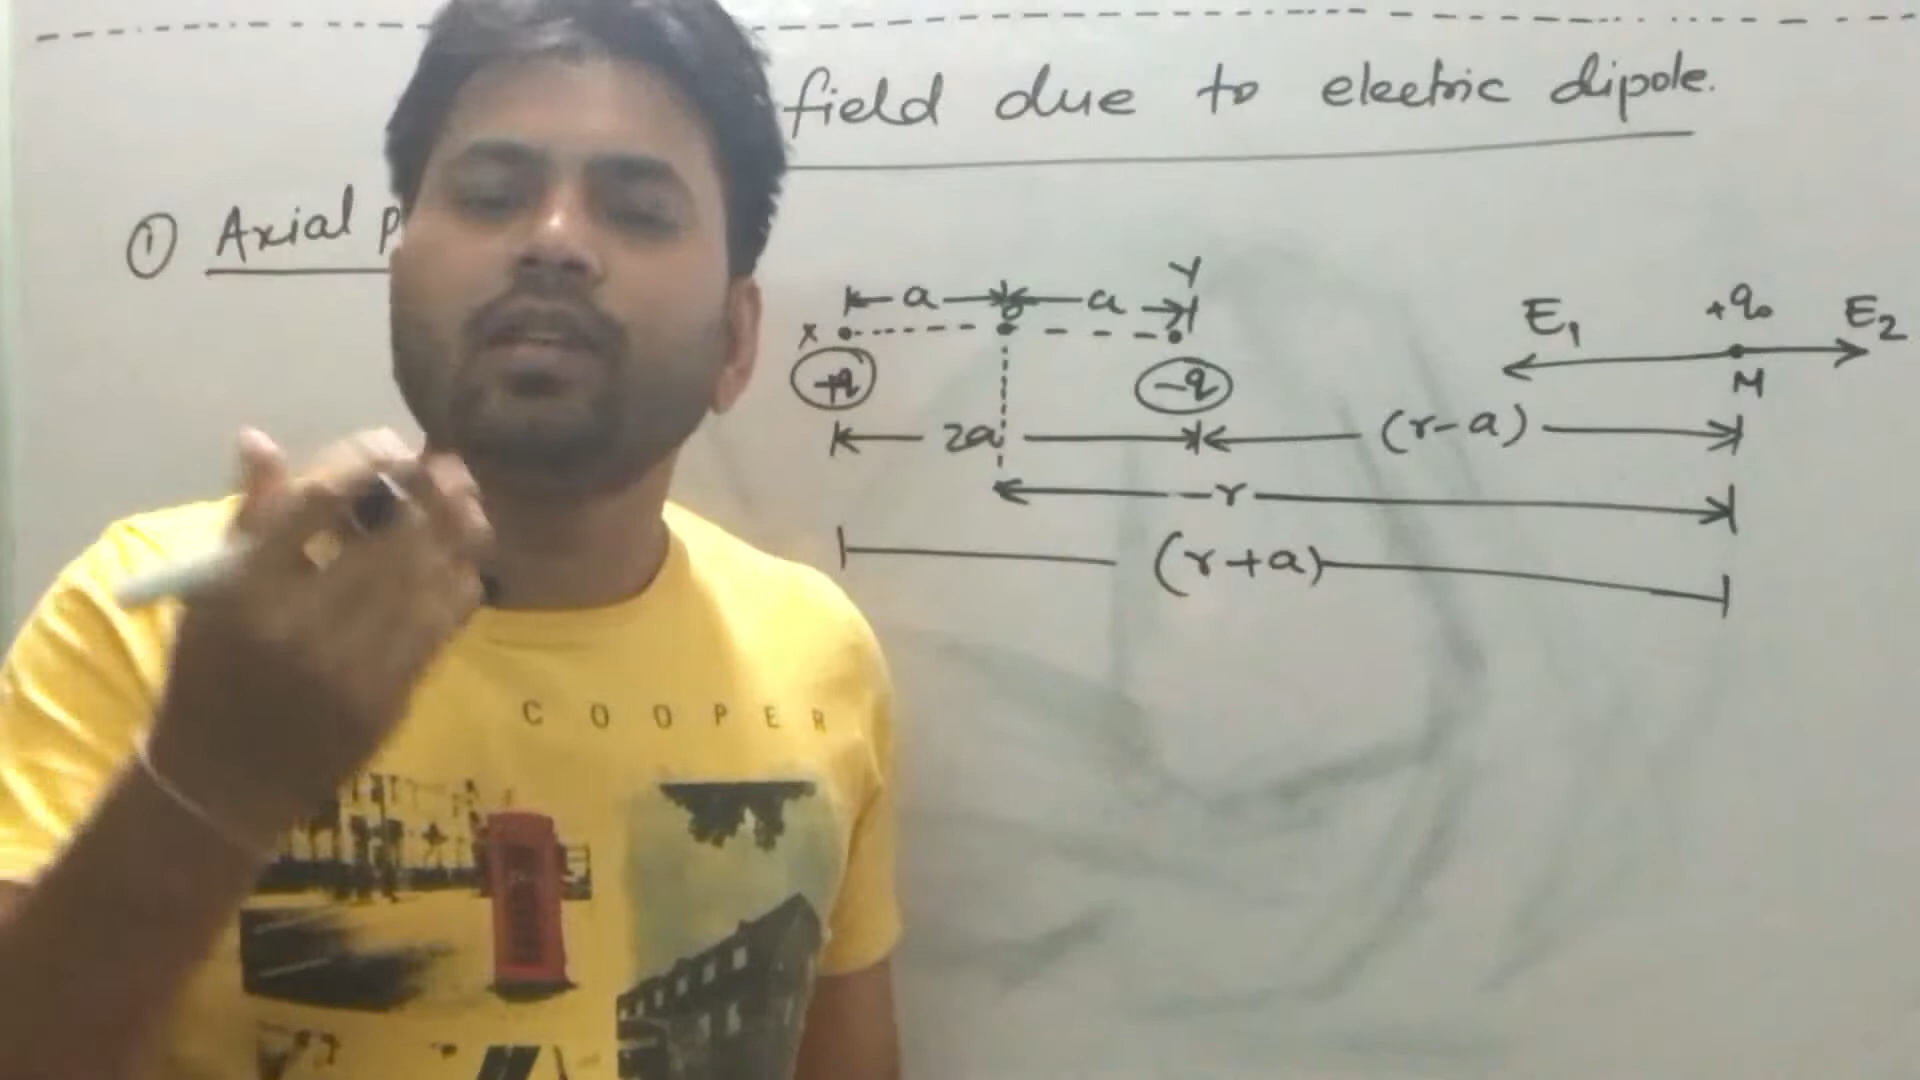 field due to electric dipole.
① Axial p
a a Y
x o
+q -q
E₁ +q₀ E₂
M
2a (r-a)
r
(r+a)
COOPER